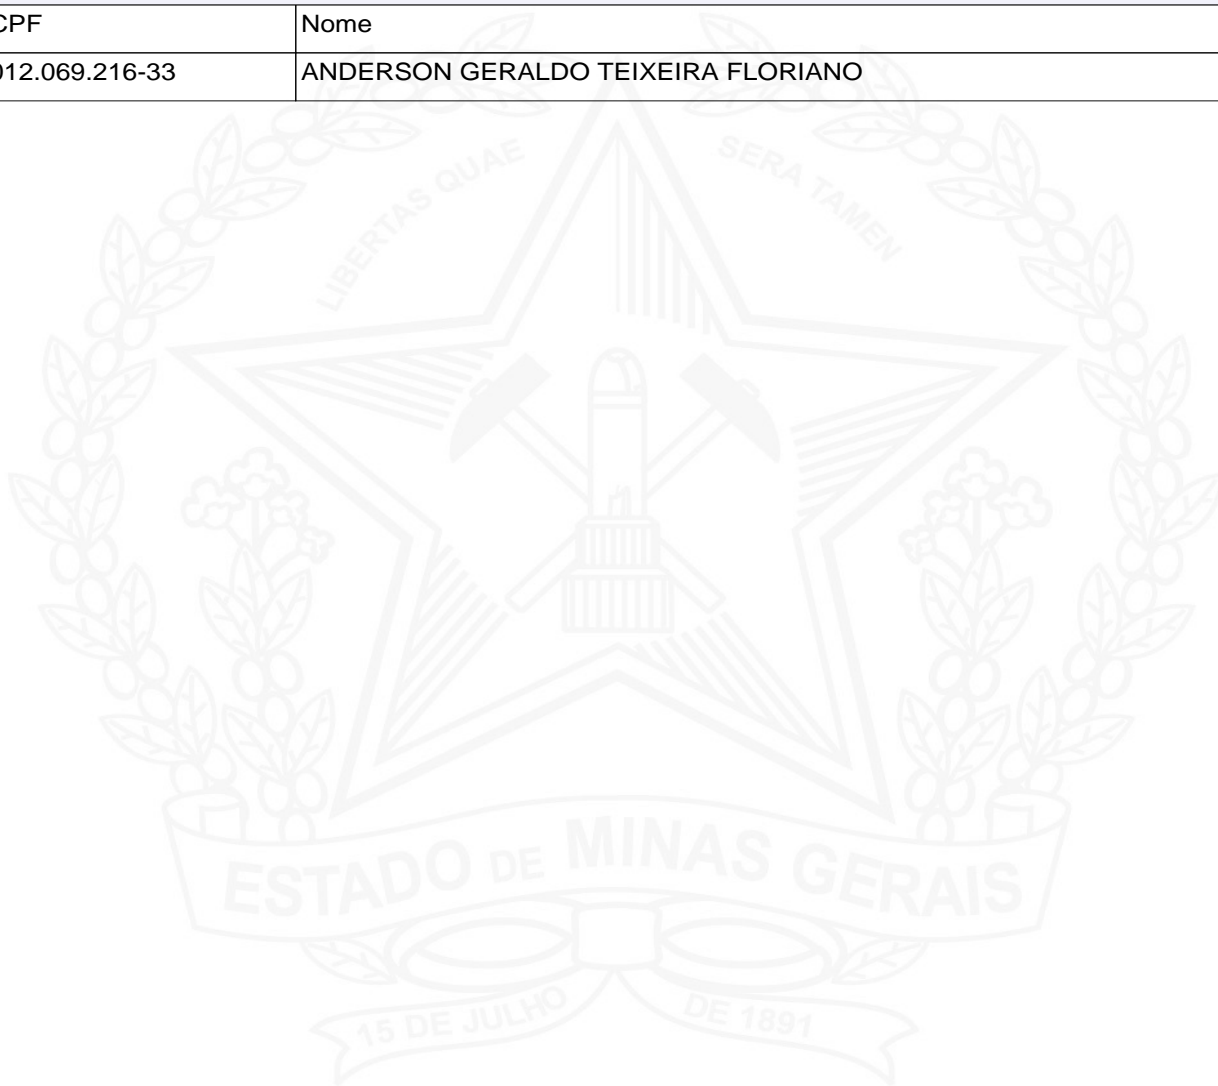 CPF Nome
012.069.216-33 ANDERSON GERALDO TEIXEIRA FLORIANO
LIBERTAS QUAE SERA TAMEN
ESTADO DE MINAS GERAIS
15 DE JULHO DE 1891